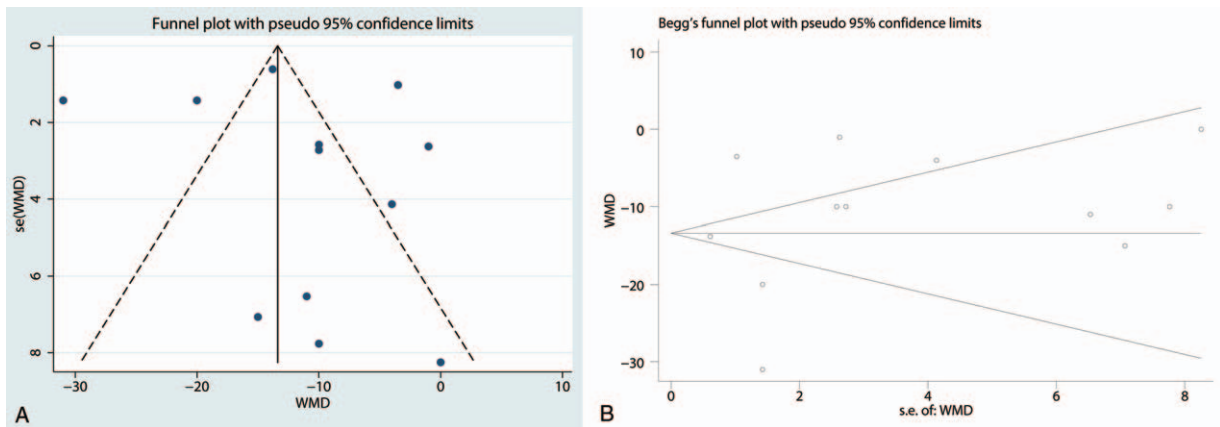 Funnel plot with pseudo 95% confidence limits
0
2
4
6
8
se(WMD)
−30
−20
−10
0
10
WMD
A
Begg's funnel plot with pseudo 95% confidence limits
10
0
−10
−20
−30
WMD
0
2
4
6
8
s.e. of: WMD
B